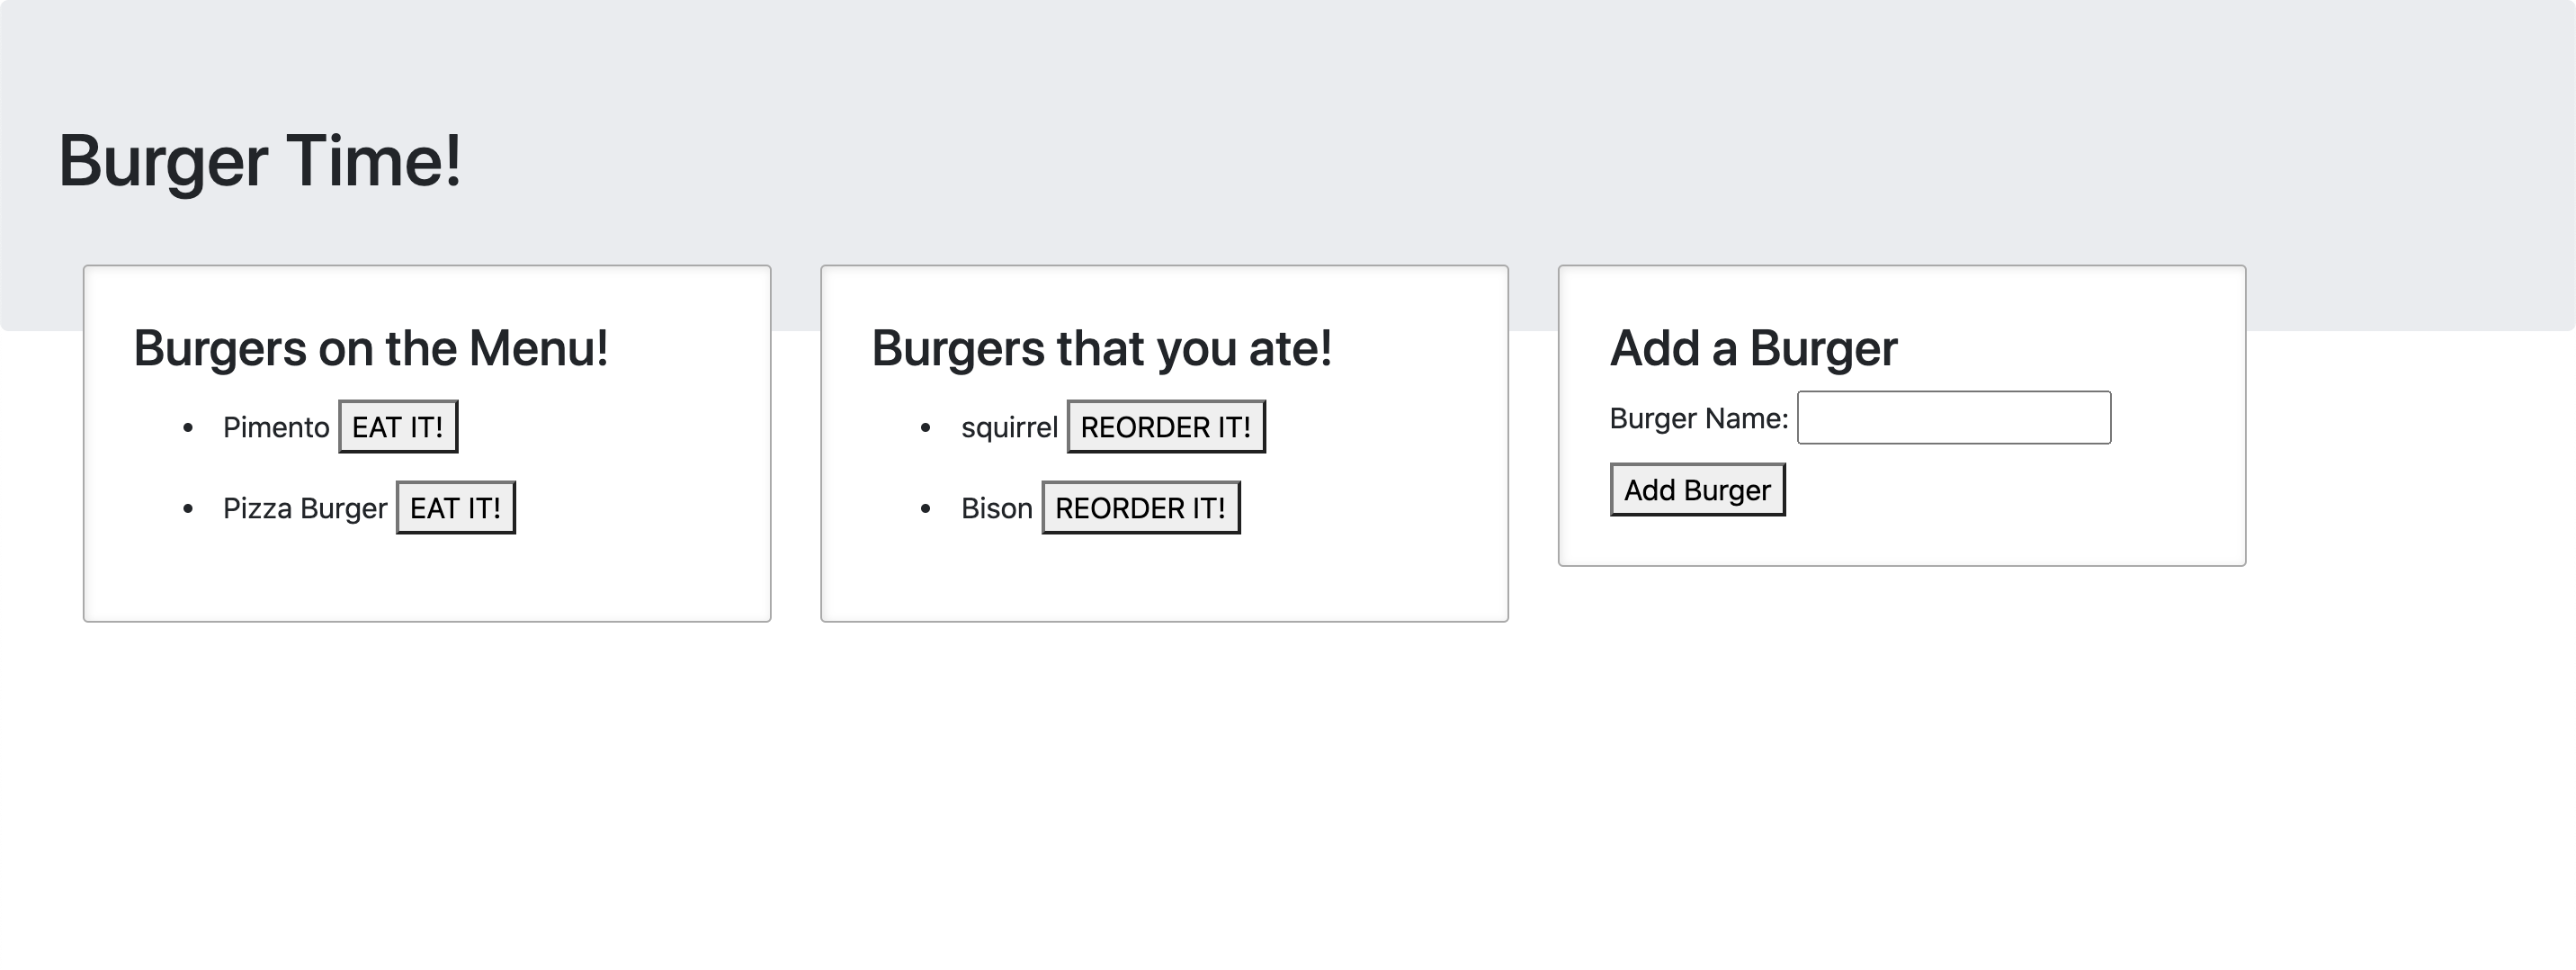 Burger Time!
Burgers on the Menu!
Pimento EAT IT!
Pizza Burger EAT IT!
Burgers that you ate!
squirrel REORDER IT!
Bison REORDER IT!
Add a Burger
Burger Name:
Add Burger